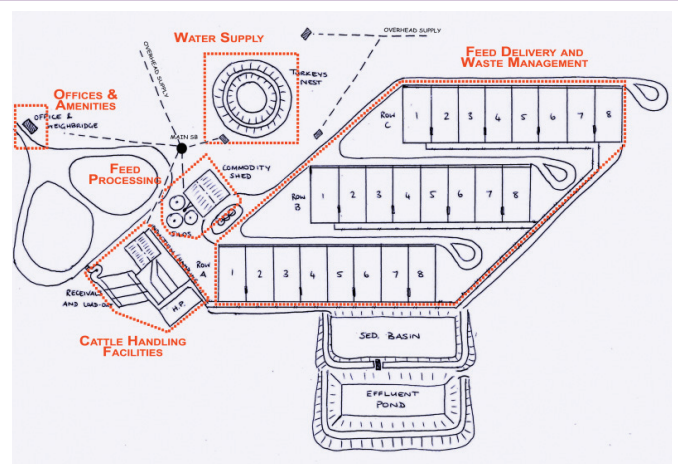 WATER SUPPLY
OVERHEAD SUPPLY
OVERHEAD SUPPLY
FEED DELIVERY AND
WASTE MANAGEMENT
TURKEYS
NEST
OFFICES &
AMENITIES
OFFICE &
WEIGHBRIDGE
MAIN SB
ROW
C
1 2 3 4 5 6 7 8
FEED
PROCESSING
COMMODITY
SHED
SILOS
ROW
B
1 2 3 4 5 6 7 8
ROW
A
1 2 3 4 5 6 7 8
RECEIVAL
AND LOAD-OUT
H.P.
CATTLE HANDLING
FACILITIES
SED. BASIN
EFFLUENT
POND